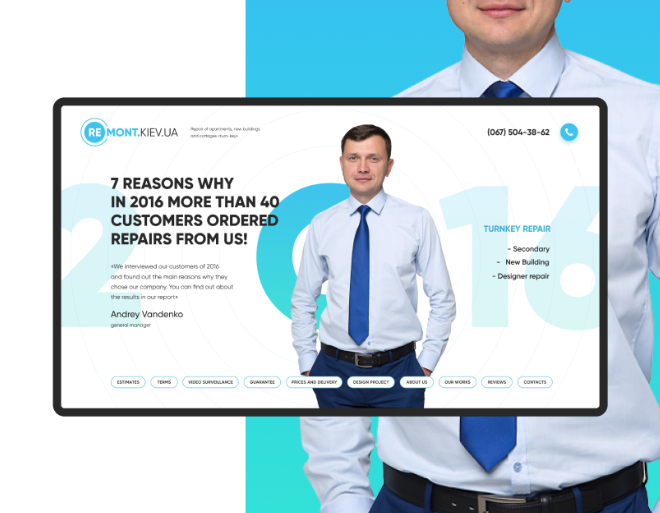 REMONT.KIEV.UA
Repair of apartments, new buildings
and cottages «turn-key»
(067) 504-38-62
7 REASONS WHY
IN 2016 MORE THAN 40
CUSTOMERS ORDERED
REPAIRS FROM US!
«We interviewed our customers of 2016
and found out the main reasons why they
chose our company. You can find out about
the results in our report»
Andrey Vandenko
general manager
2016
TURNKEY REPAIR
- Secondary
- New Building
- Designer repair
ESTIMATES
TERMS
VIDEO SURVEILLANCE
GUARANTEE
PRICES AND DELIVERY
DESIGN PROJECT
ABOUT US
OUR WORKS
REVIEWS
CONTACTS